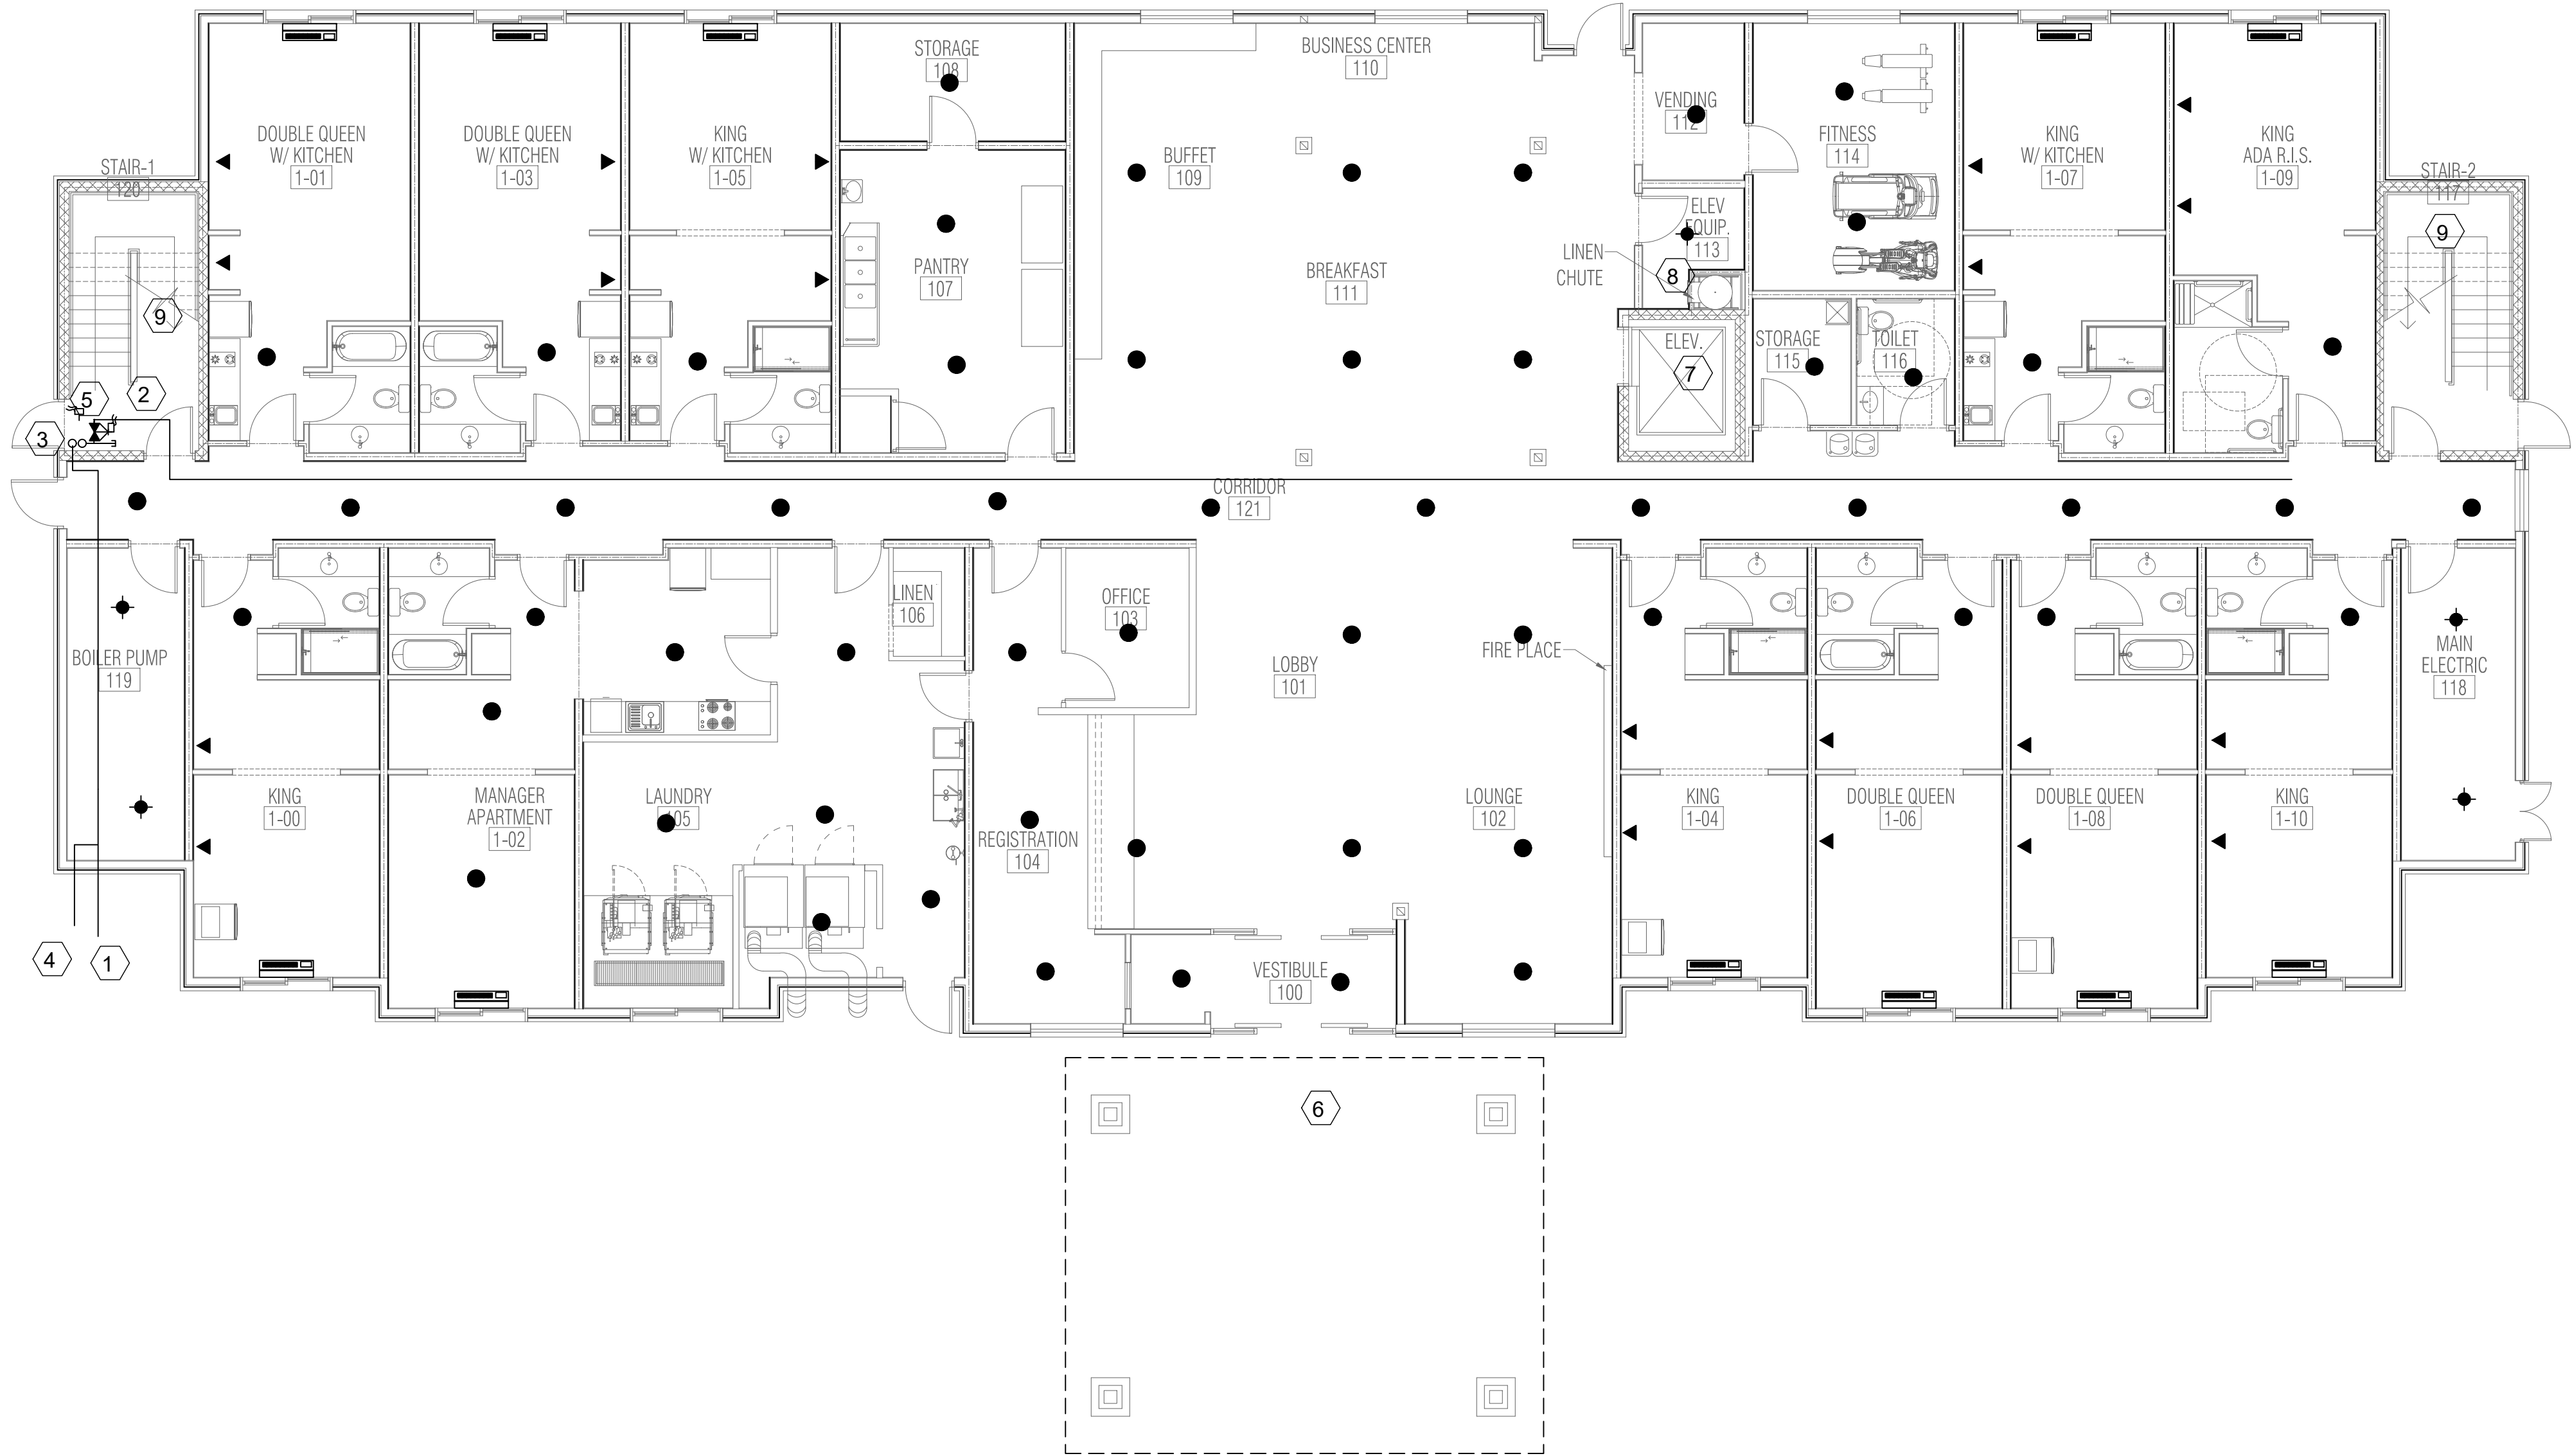 STORAGE
108
BUSINESS CENTER
110
DOUBLE QUEEN
W/ KITCHEN
1-01
DOUBLE QUEEN
W/ KITCHEN
1-03
KING
W/ KITCHEN
1-05
VENDING
112
FITNESS
114
KING
W/ KITCHEN
1-07
KING
ADA R.I.S.
1-09
STAIR-1
120
BUFFET
109
STAIR-2
117
ELEV
EQUIP.
113
9
LINEN
CHUTE
8
PANTRY
107
BREAKFAST
111
9
ELEV.
7
STORAGE
115
TOILET
116
5
2
3
CORRIDOR
121
LINEN
106
OFFICE
103
BOILER PUMP
119
LOBBY
101
FIRE PLACE
MAIN
ELECTRIC
118
KING
1-00
MANAGER
APARTMENT
1-02
LAUNDRY
105
REGISTRATION
104
LOUNGE
102
KING
1-04
DOUBLE QUEEN
1-06
DOUBLE QUEEN
1-08
KING
1-10
4
1
VESTIBULE
100
6